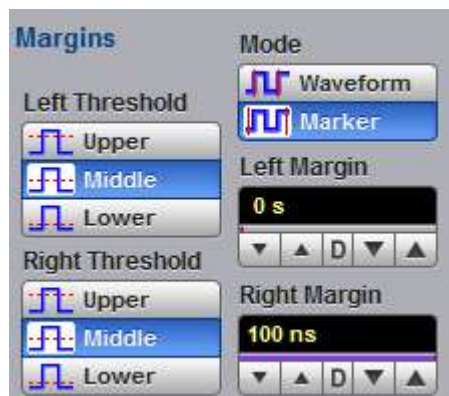 Margins
Left Threshold
Upper
Middle
Lower
Right Threshold
Upper
Middle
Lower
Mode
Waveform
Marker
Left Margin
0 s
D
Right Margin
100 ns
D